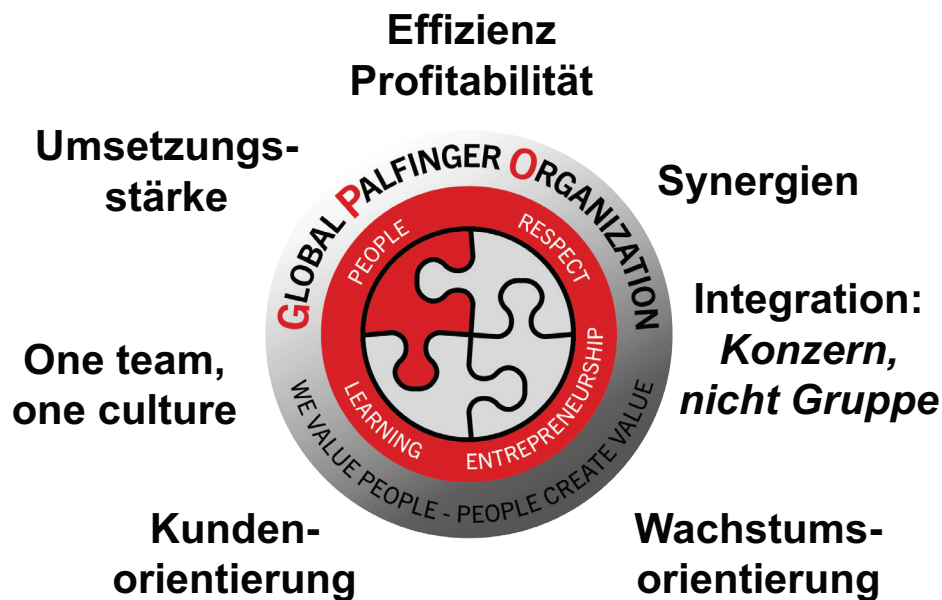 Effizienz
Profitabilität
Umsetzungs-
stärke
Synergien
GLOBAL PALFINGER ORGANIZATION
PEOPLE
RESPECT
LEARNING
ENTREPRENEURSHIP
WE VALUE PEOPLE - PEOPLE CREATE VALUE
Integration:
Konzern,
nicht Gruppe
One team,
one culture
Kunden-
orientierung
Wachstums-
orientierung